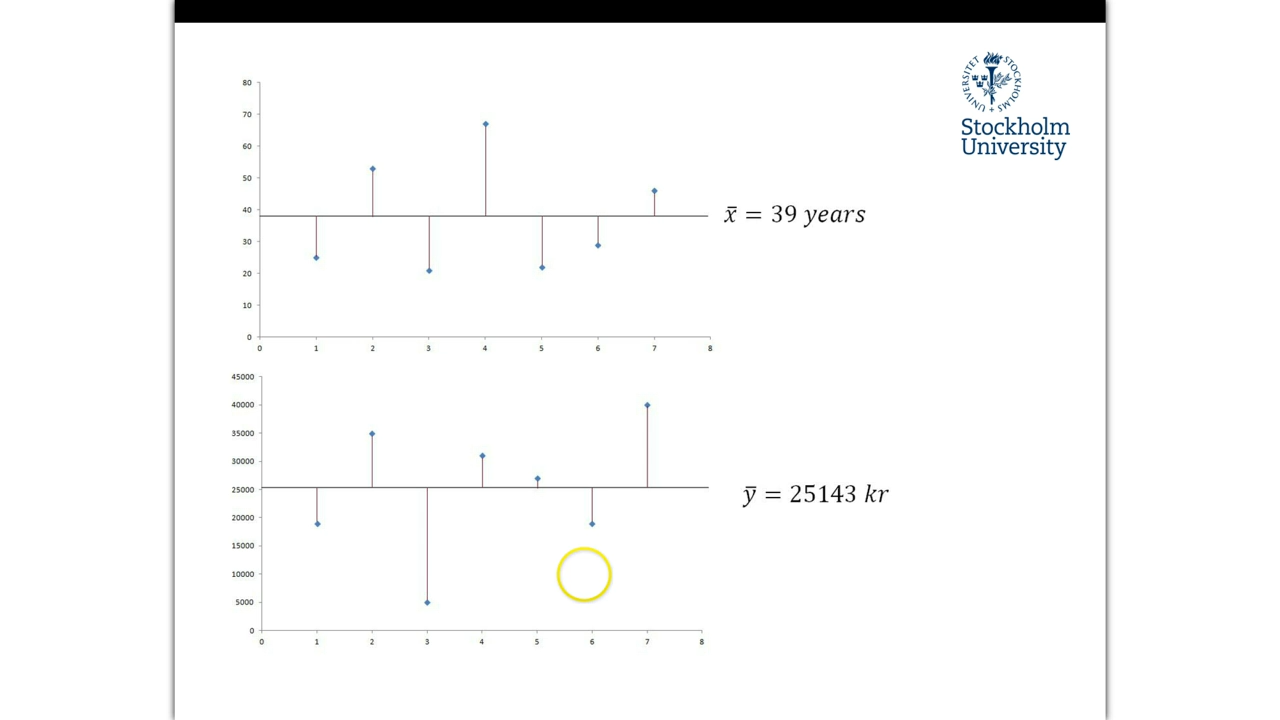 80
70
60
50
40
30
20
10
0
0 1 2 3 4 5 6 7 8
x̄ = 39 years
UNIVERSITET STOCKHOLMS
Stockholm
University
45000
40000
35000
30000
25000
20000
15000
10000
5000
0
0 1 2 3 4 5 6 7 8
ȳ = 25143 kr